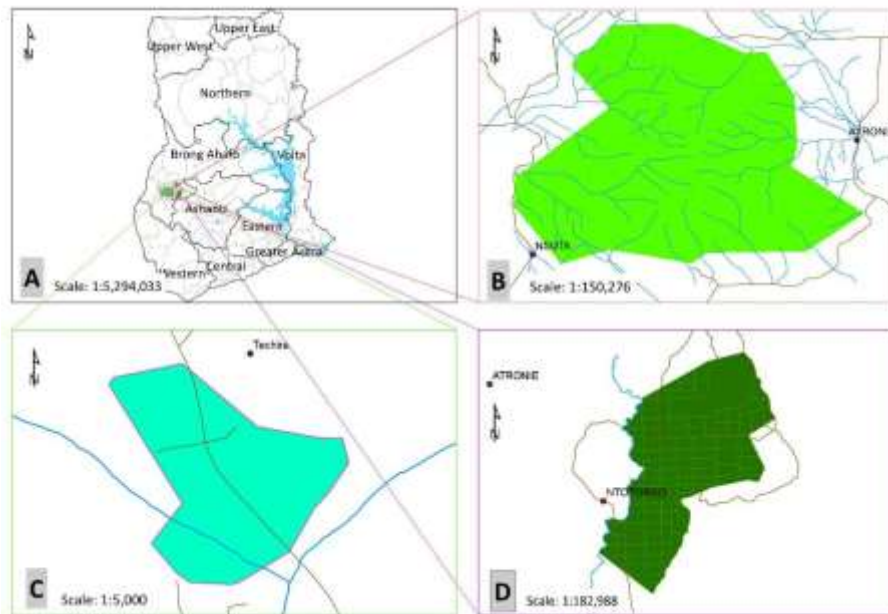 Upper East
Upper West
N
Northern
Brong Ahafo
Volta
Ashanti
Eastern
Greater Accra
Central
Western
A
Scale: 1:5,294,033
N
ATRONIE
B
Scale: 1:150,276
Techire
N
C
Scale: 1:5,000
ATRONIE
N
D
Scale: 1:182,988